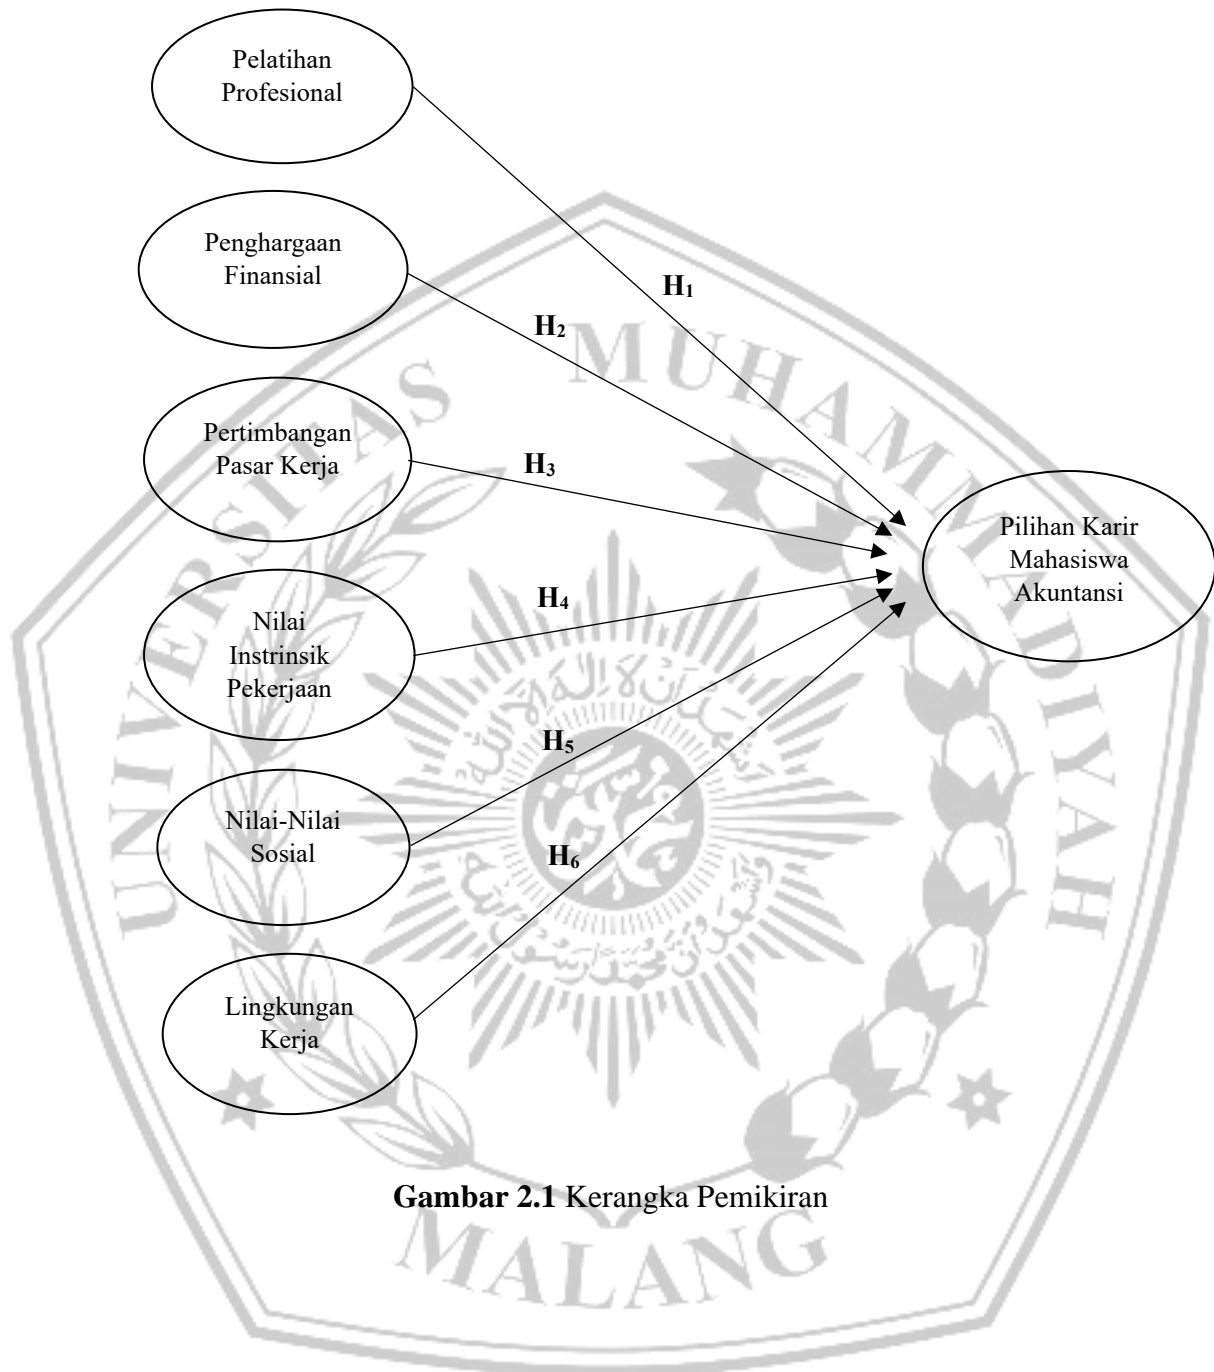 Pelatihan
Profesional
Penghargaan
Finansial
Pertimbangan
Pasar Kerja
Nilai
Instrinsik
Pekerjaan
Nilai-Nilai
Sosial
Lingkungan
Kerja
H₁
H₂
H₃
H₄
H₅
H₆
Pilihan Karir
Mahasiswa
Akuntansi
Gambar 2.1 Kerangka Pemikiran
UNIVERSITAS MUHAMMADIYAH
MALANG